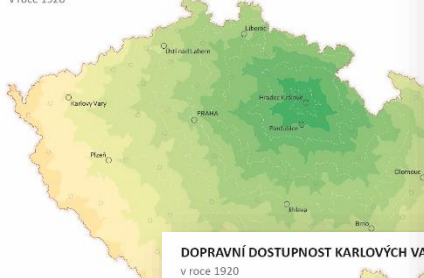 v roce 1920
Liberec
Ústí nad Labem
Karlovy Vary
Hradec Králové
PRAHA
Pardubice
Plzeň
Olomouc
Jihlava
Brno
DOPRAVNÍ DOSTUPNOST KARLOVÝCH VA
v roce 1920